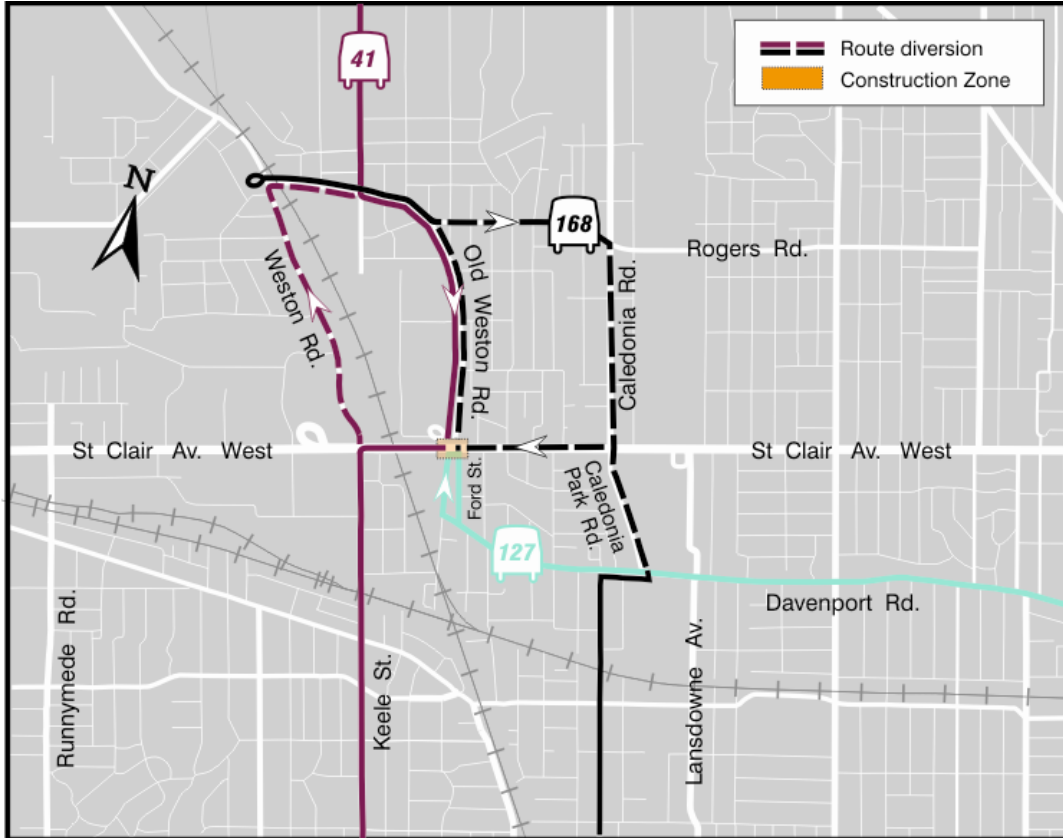 41
Route diversion
Construction Zone
N
168
Rogers Rd.
Weston Rd.
Old Weston Rd.
Caledonia Rd.
St Clair Av. West
St Clair Av. West
Ford St.
Caledonia
Park Rd.
127
Davenport Rd.
Runnymede Rd.
Keele St.
Lansdowne Av.